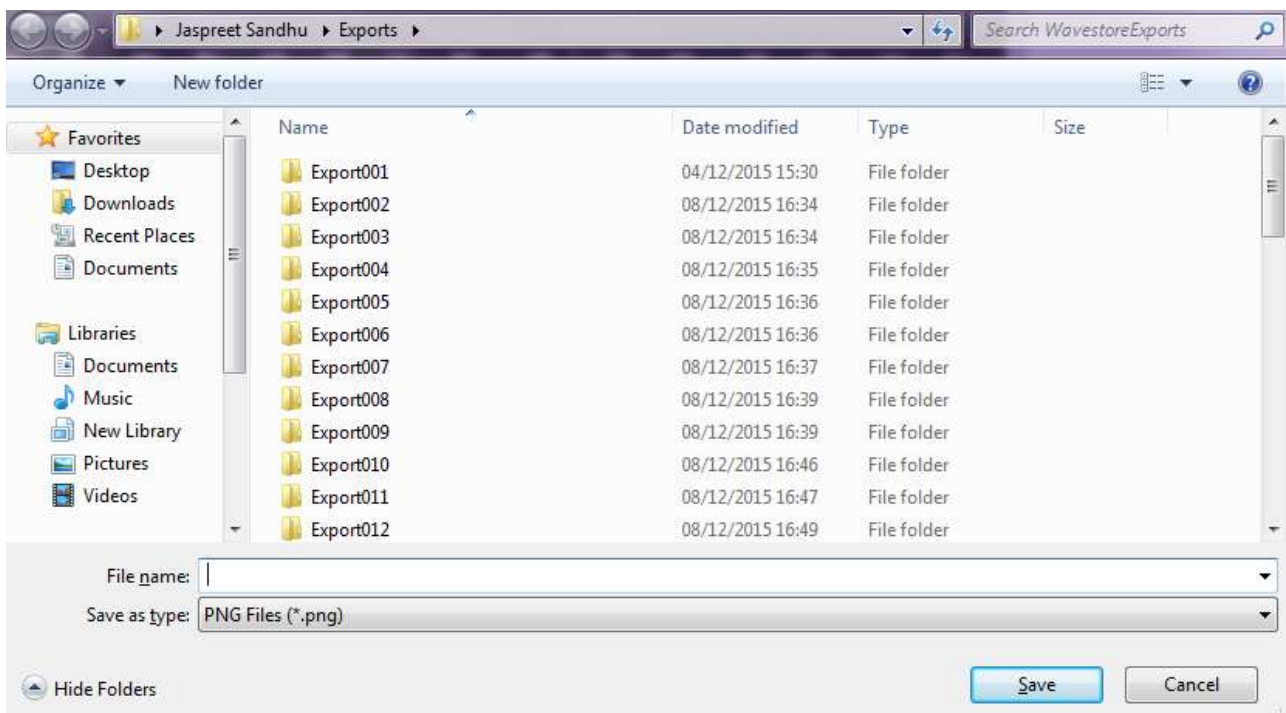 Jaspreet Sandhu Exports Search WavestoreExports
Organize New folder
Favorites
Desktop
Downloads
Recent Places
Documents
Libraries
Documents
Music
New Library
Pictures
Videos
Name Date modified Type Size
Export001 04/12/2015 15:30 File folder
Export002 08/12/2015 16:34 File folder
Export003 08/12/2015 16:34 File folder
Export004 08/12/2015 16:35 File folder
Export005 08/12/2015 16:36 File folder
Export006 08/12/2015 16:36 File folder
Export007 08/12/2015 16:37 File folder
Export008 08/12/2015 16:39 File folder
Export009 08/12/2015 16:39 File folder
Export010 08/12/2015 16:46 File folder
Export011 08/12/2015 16:47 File folder
Export012 08/12/2015 16:49 File folder
File name:
Save as type: PNG Files (*.png)
Hide Folders Save Cancel